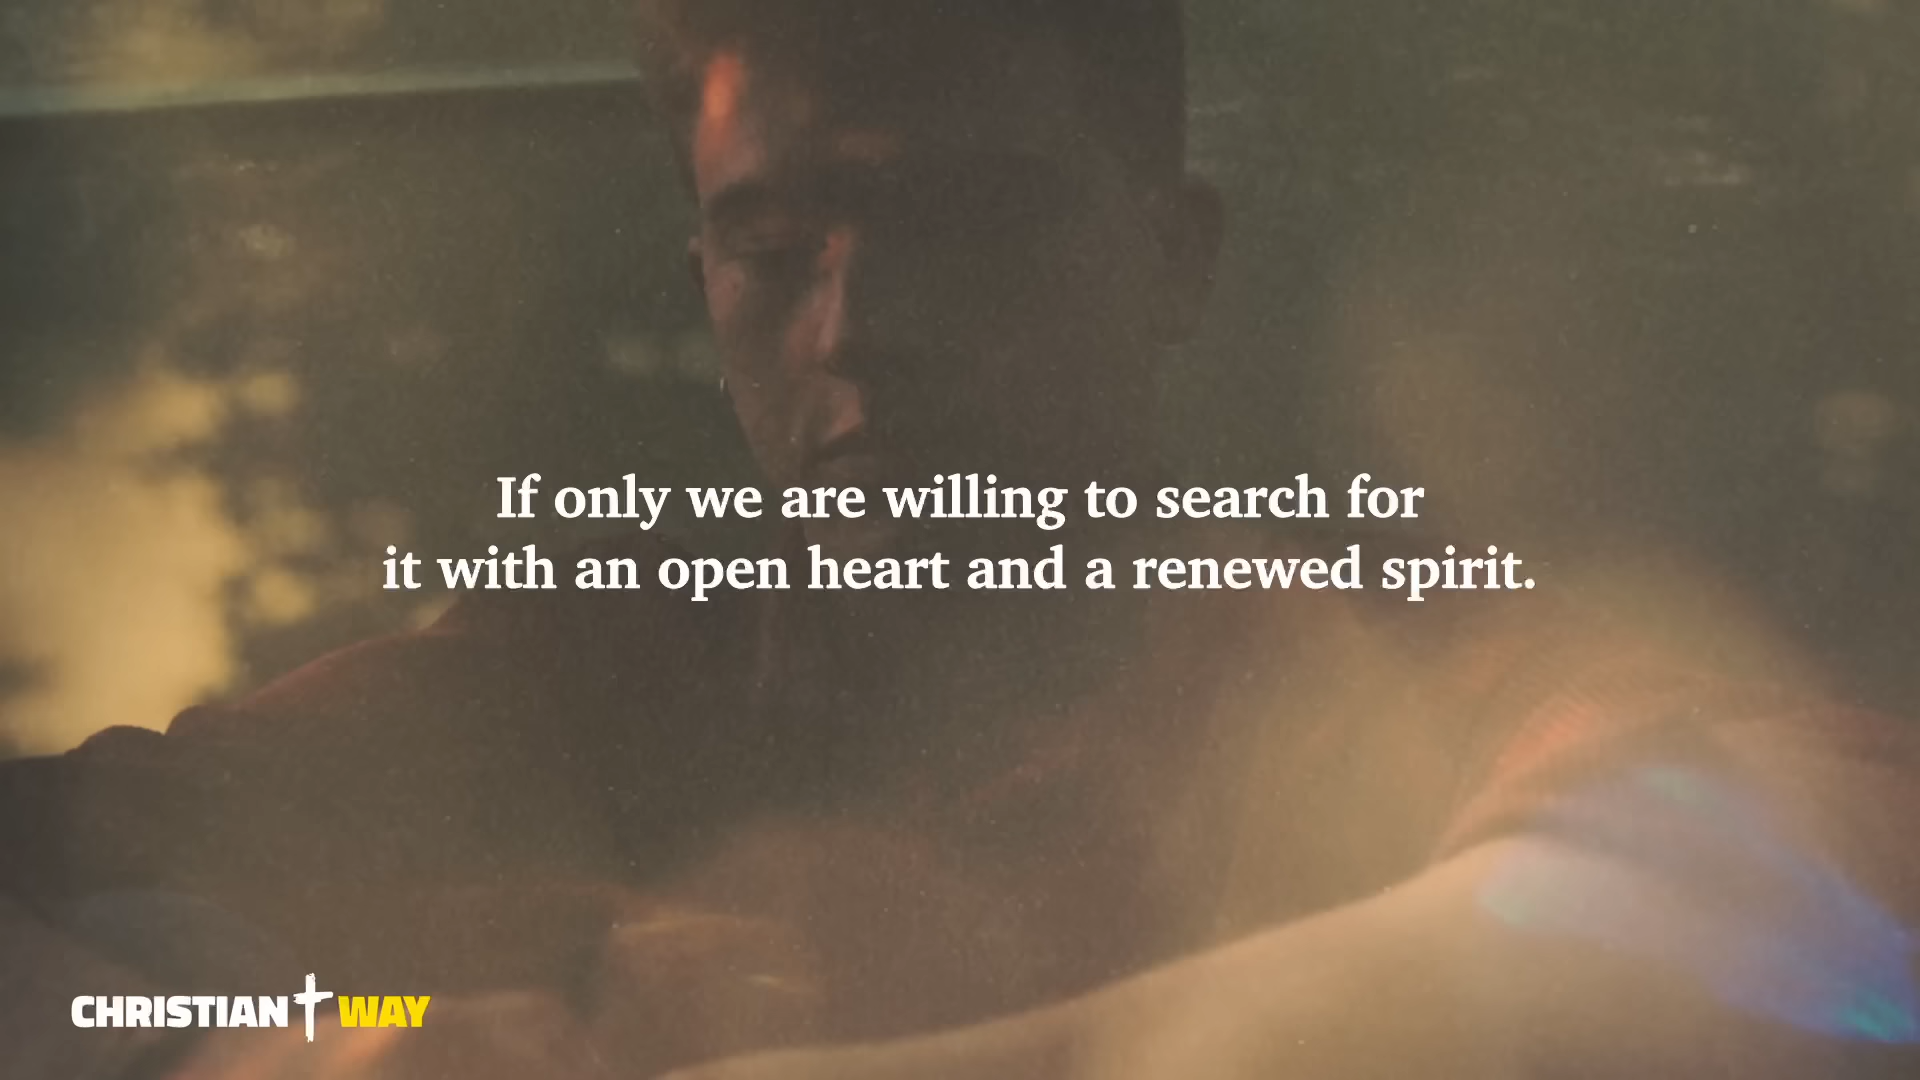 If only we are willing to search for
it with an open heart and a renewed spirit.
CHRISTIAN WAY